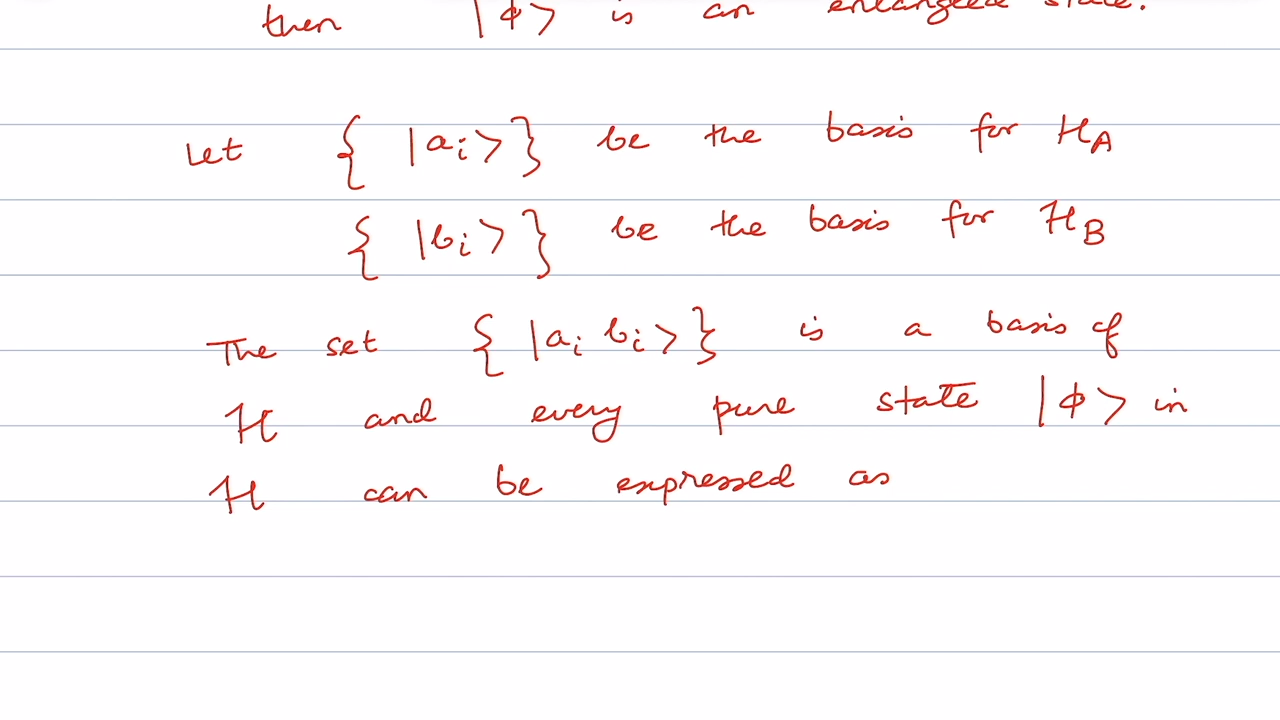 then |ϕ> is an entangled state.
Let { |aᵢ> } be the basis for H_A
{ |bᵢ> } be the basis for H_B
The set { |aᵢ bᵢ> } is a basis of
H and every pure state |ϕ> in
H can be expressed as